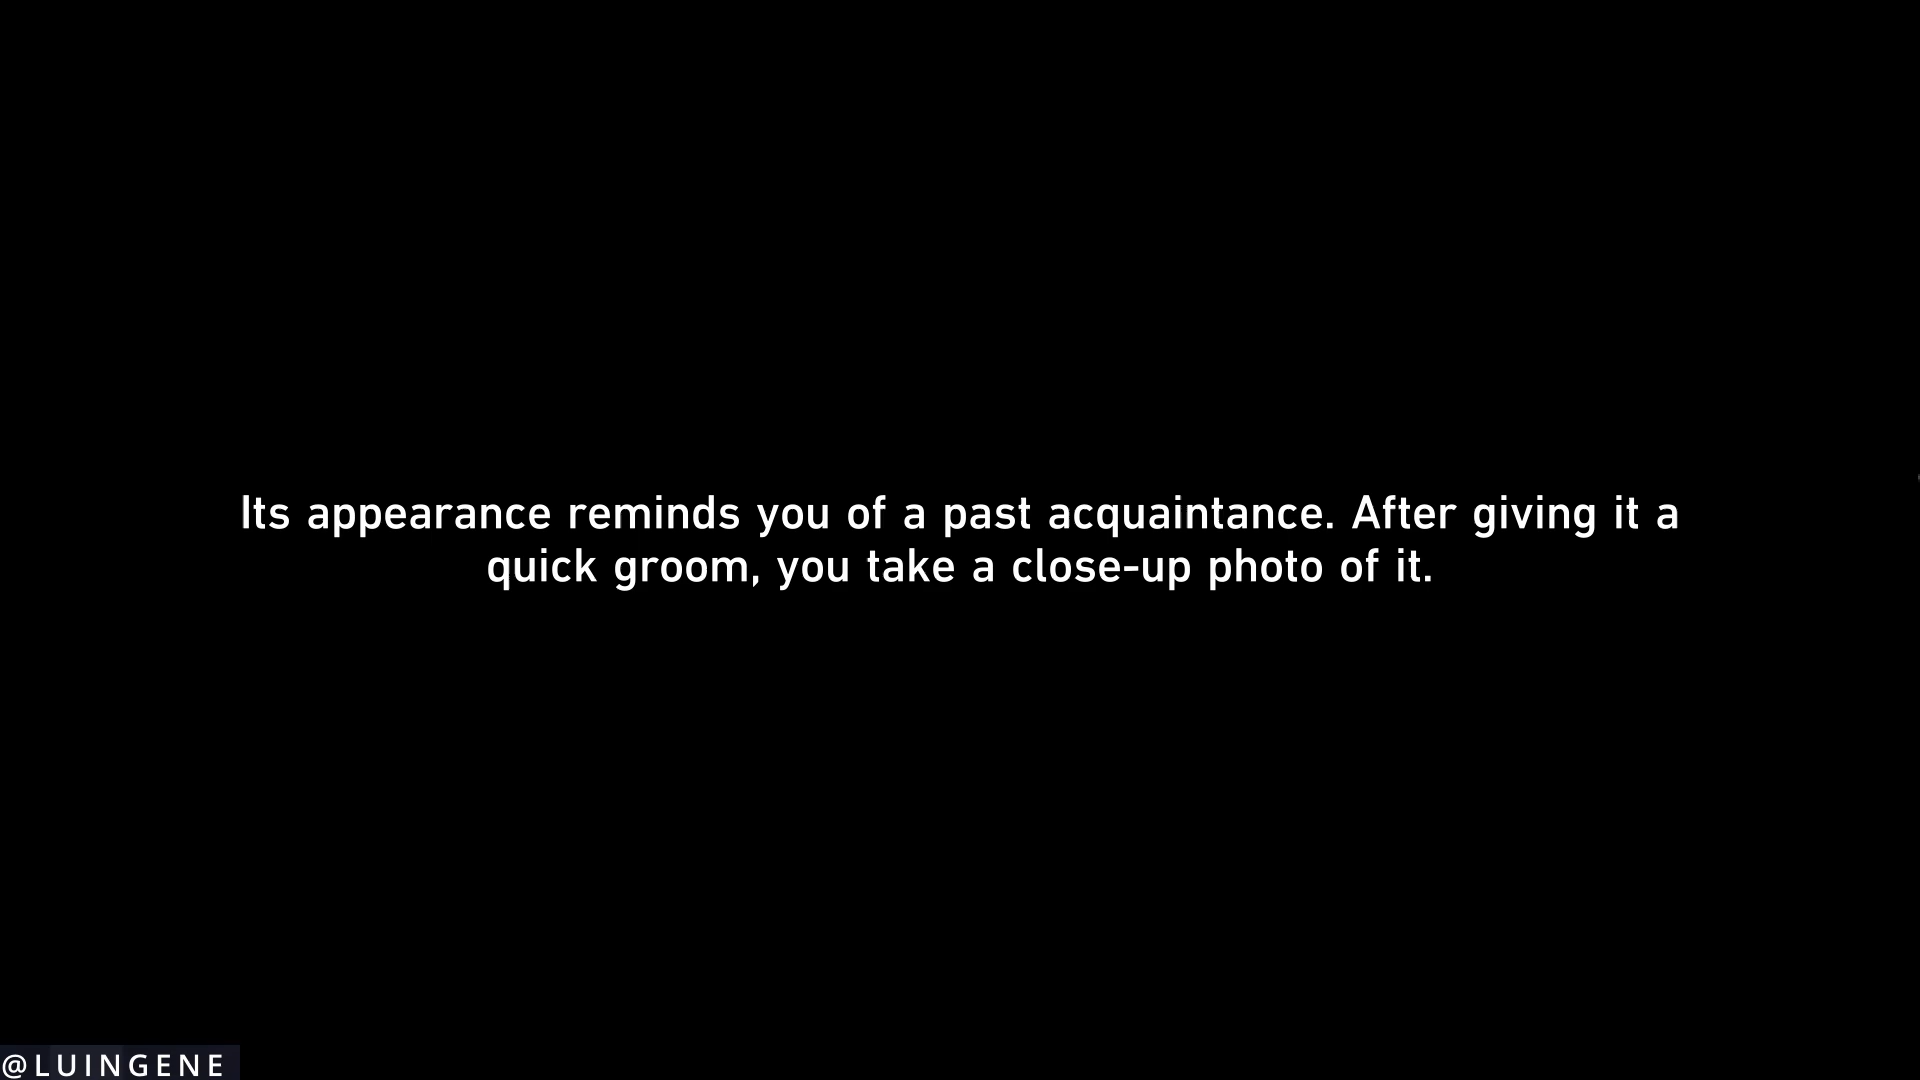 Its appearance reminds you of a past acquaintance. After giving it a
quick groom, you take a close-up photo of it.
@LUINGENE